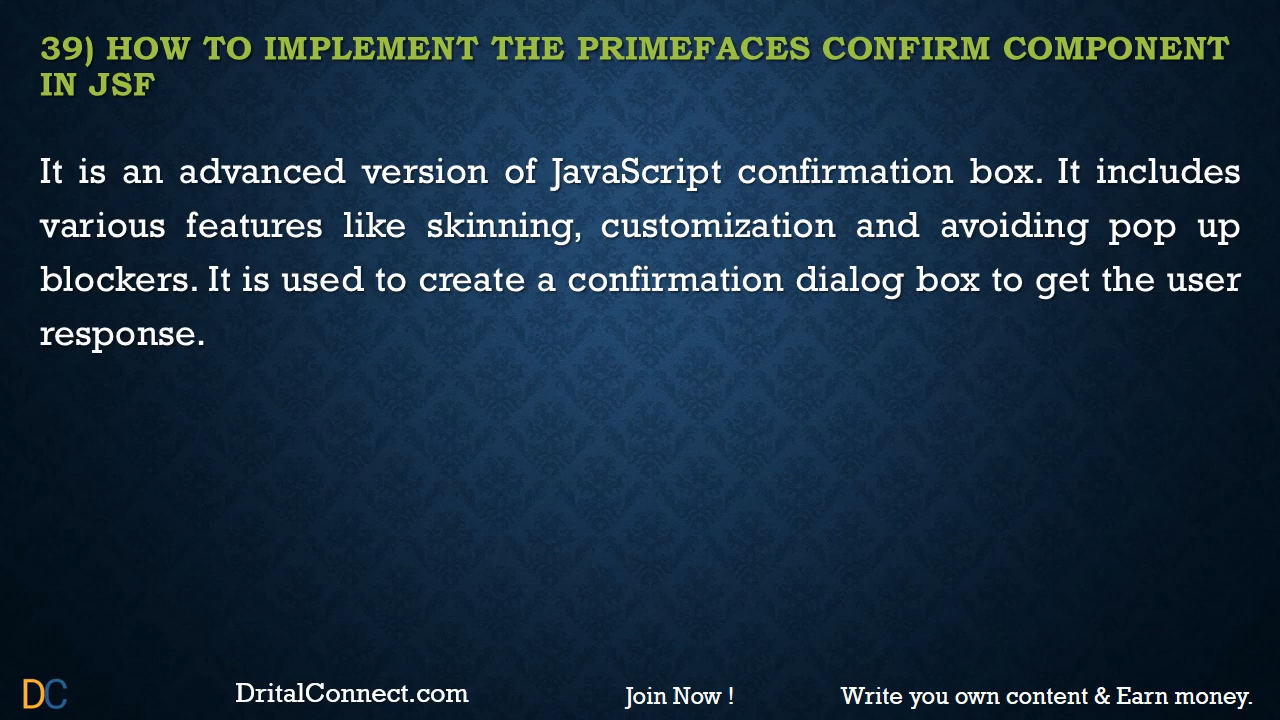 39) HOW TO IMPLEMENT THE PRIMEFACES CONFIRM COMPONENT
IN JSF
It is an advanced version of JavaScript confirmation box. It includes
various features like skinning, customization and avoiding pop up
blockers. It is used to create a confirmation dialog box to get the user
response.
DC
DritalConnect.com
Join Now !
Write you own content & Earn money.